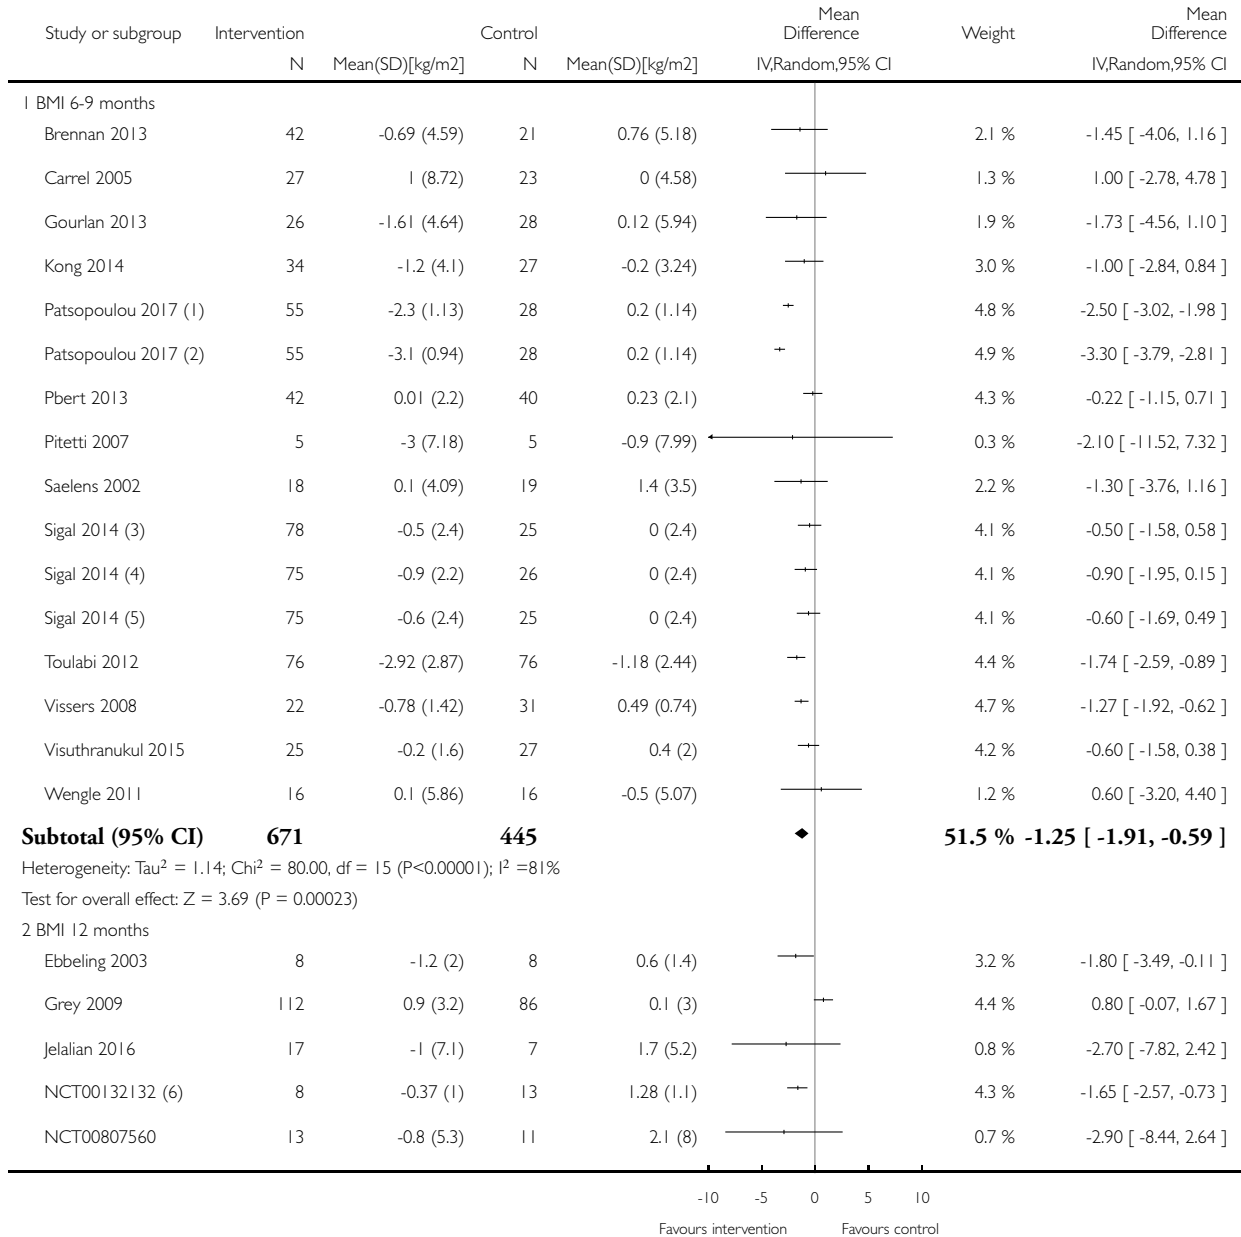 Mean Mean
Study or subgroup Intervention Control Difference Weight Difference
N Mean(SD)[kg/m2] N Mean(SD)[kg/m2] IV,Random,95% CI IV,Random,95% CI
1 BMI 6-9 months
Brennan 2013 42 -0.69 (4.59) 21 0.76 (5.18) 2.1 % -1.45 [ -4.06, 1.16 ]
Carrel 2005 27 1 (8.72) 23 0 (4.58) 1.3 % 1.00 [ -2.78, 4.78 ]
Gourlan 2013 26 -1.61 (4.64) 28 0.12 (5.94) 1.9 % -1.73 [ -4.56, 1.10 ]
Kong 2014 34 -1.2 (4.1) 27 -0.2 (3.24) 3.0 % -1.00 [ -2.84, 0.84 ]
Patsopoulou 2017 (1) 55 -2.3 (1.13) 28 0.2 (1.14) 4.8 % -2.50 [ -3.02, -1.98 ]
Patsopoulou 2017 (2) 55 -3.1 (0.94) 28 0.2 (1.14) 4.9 % -3.30 [ -3.79, -2.81 ]
Pbert 2013 42 0.01 (2.2) 40 0.23 (2.1) 4.3 % -0.22 [ -1.15, 0.71 ]
Pitetti 2007 5 -3 (7.18) 5 -0.9 (7.99) 0.3 % -2.10 [ -11.52, 7.32 ]
Saelens 2002 18 0.1 (4.09) 19 1.4 (3.5) 2.2 % -1.30 [ -3.76, 1.16 ]
Sigal 2014 (3) 78 -0.5 (2.4) 25 0 (2.4) 4.1 % -0.50 [ -1.58, 0.58 ]
Sigal 2014 (4) 75 -0.9 (2.2) 26 0 (2.4) 4.1 % -0.90 [ -1.95, 0.15 ]
Sigal 2014 (5) 75 -0.6 (2.4) 25 0 (2.4) 4.1 % -0.60 [ -1.69, 0.49 ]
Toulabi 2012 76 -2.92 (2.87) 76 -1.18 (2.44) 4.4 % -1.74 [ -2.59, -0.89 ]
Vissers 2008 22 -0.78 (1.42) 31 0.49 (0.74) 4.7 % -1.27 [ -1.92, -0.62 ]
Visuthranukul 2015 25 -0.2 (1.6) 27 0.4 (2) 4.2 % -0.60 [ -1.58, 0.38 ]
Wengle 2011 16 0.1 (5.86) 16 -0.5 (5.07) 1.2 % 0.60 [ -3.20, 4.40 ]
Subtotal (95% CI) 671 445 51.5 % -1.25 [ -1.91, -0.59 ]
Heterogeneity: Tau² = 1.14; Chi² = 80.00, df = 15 (P<0.00001); I² =81%
Test for overall effect: Z = 3.69 (P = 0.00023)
2 BMI 12 months
Ebbeling 2003 8 -1.2 (2) 8 0.6 (1.4) 3.2 % -1.80 [ -3.49, -0.11 ]
Grey 2009 112 0.9 (3.2) 86 0.1 (3) 4.4 % 0.80 [ -0.07, 1.67 ]
Jelalian 2016 17 -1 (7.1) 7 1.7 (5.2) 0.8 % -2.70 [ -7.82, 2.42 ]
NCT00132132 (6) 8 -0.37 (1) 13 1.28 (1.1) 4.3 % -1.65 [ -2.57, -0.73 ]
NCT00807560 13 -0.8 (5.3) 11 2.1 (8) 0.7 % -2.90 [ -8.44, 2.64 ]
-10 -5 0 5 10
Favours intervention Favours control